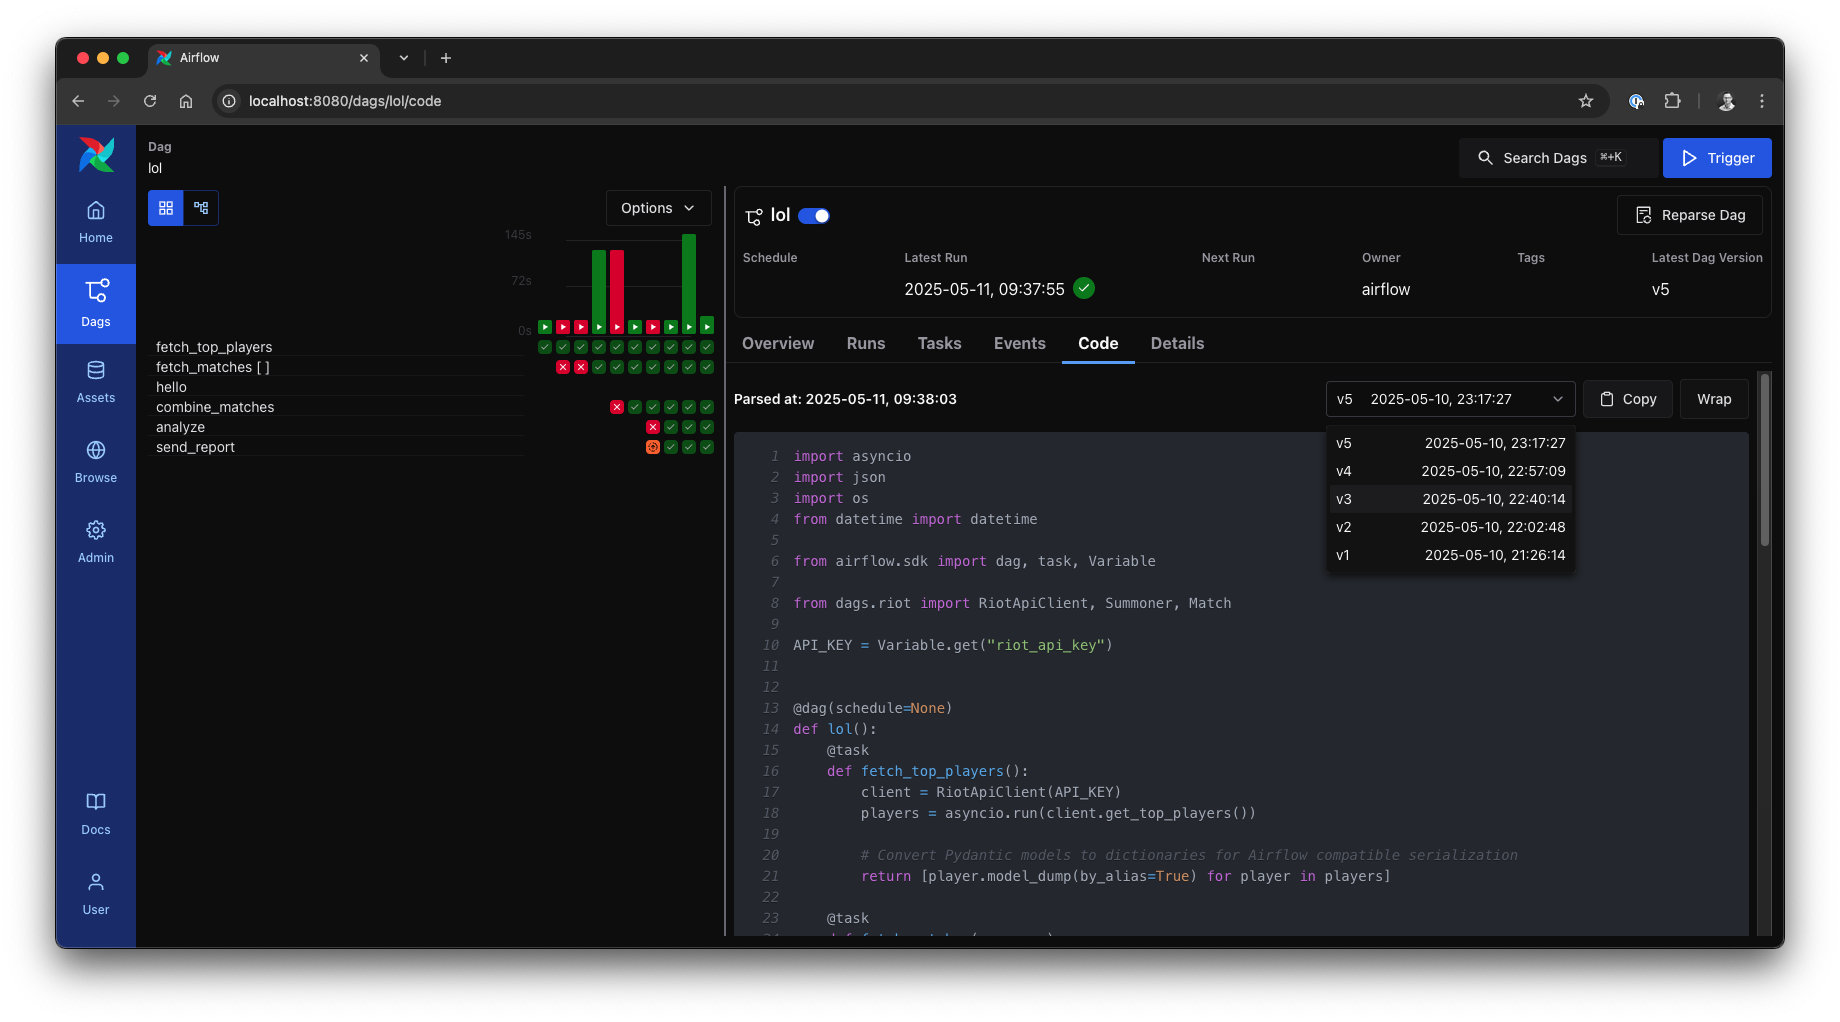 Airflow
localhost:8080/dags/lol/code
Dag
lol
Search Dags ⌘+K
Trigger
Home
Dags
Assets
Browse
Admin
Docs
User
Options
145s
72s
0s
fetch_top_players
fetch_matches [ ]
hello
combine_matches
analyze
send_report
lol
Reparse Dag
Schedule
Latest Run
Next Run
Owner
Tags
Latest Dag Version
2025-05-11, 09:37:55
airflow
v5
Overview
Runs
Tasks
Events
Code
Details
Parsed at: 2025-05-11, 09:38:03
v5 2025-05-10, 23:17:27
Copy
Wrap
v5 2025-05-10, 23:17:27
v4 2025-05-10, 22:57:09
v3 2025-05-10, 22:40:14
v2 2025-05-10, 22:02:48
v1 2025-05-10, 21:26:14
1 import asyncio
2 import json
3 import os
4 from datetime import datetime
5
6 from airflow.sdk import dag, task, Variable
7
8 from dags.riot import RiotApiClient, Summoner, Match
9
10 API_KEY = Variable.get("riot_api_key")
11
12
13 @dag(schedule=None)
14 def lol():
15     @task
16     def fetch_top_players():
17         client = RiotApiClient(API_KEY)
18         players = asyncio.run(client.get_top_players())
19
20         # Convert Pydantic models to dictionaries for Airflow compatible serialization
21         return [player.model_dump(by_alias=True) for player in players]
22
23     @task